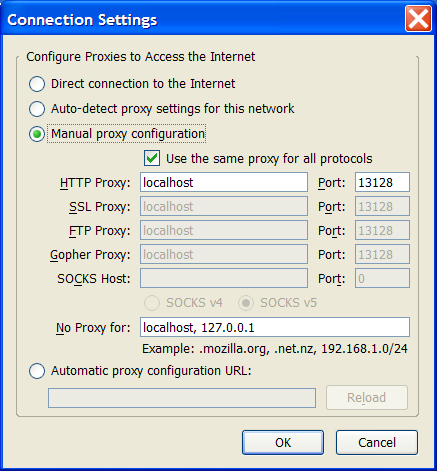 Connection Settings
Configure Proxies to Access the Internet
Direct connection to the Internet
Auto-detect proxy settings for this network
Manual proxy configuration
Use the same proxy for all protocols
HTTP Proxy: localhost Port: 13128
SSL Proxy: localhost Port: 13128
FTP Proxy: localhost Port: 13128
Gopher Proxy: localhost Port: 13128
SOCKS Host: Port: 0
SOCKS v4 SOCKS v5
No Proxy for: localhost, 127.0.0.1
Example: .mozilla.org, .net.nz, 192.168.1.0/24
Automatic proxy configuration URL:
Reload
OK Cancel